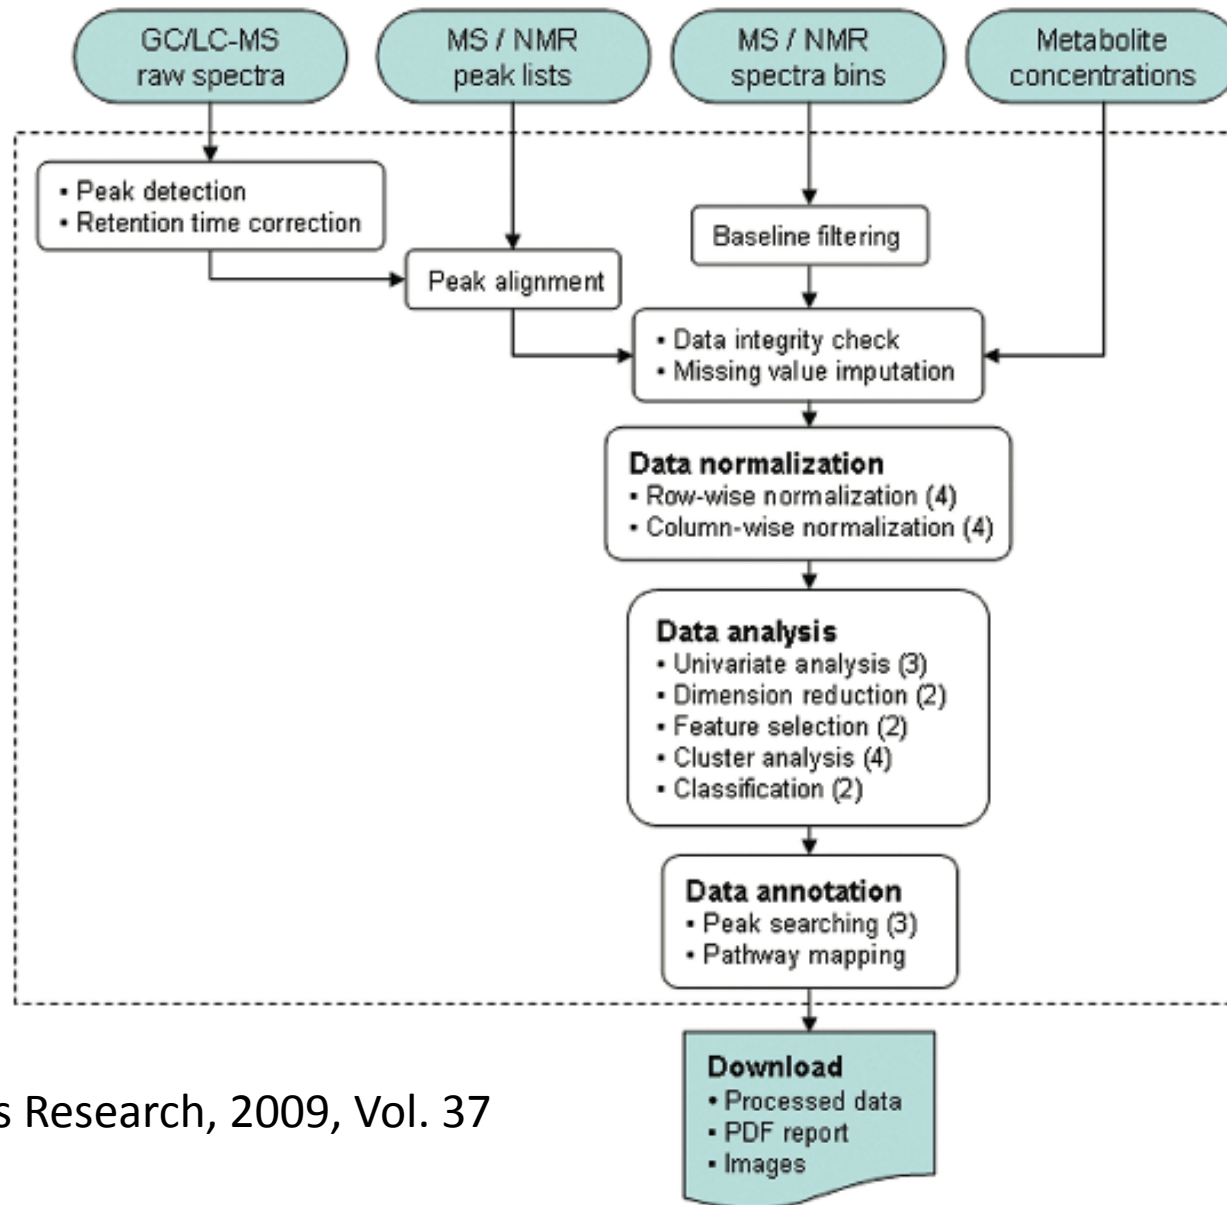 GC/LC-MS
raw spectra
MS / NMR
peak lists
MS / NMR
spectra bins
Metabolite
concentrations
▪ Peak detection
▪ Retention time correction
Peak alignment
Baseline filtering
▪ Data integrity check
▪ Missing value imputation
Data normalization
▪ Row-wise normalization (4)
▪ Column-wise normalization (4)
Data analysis
▪ Univariate analysis (3)
▪ Dimension reduction (2)
▪ Feature selection (2)
▪ Cluster analysis (4)
▪ Classification (2)
Data annotation
▪ Peak searching (3)
▪ Pathway mapping
Download
• Processed data
▪ PDF report
▪ Images
s Research, 2009, Vol. 37